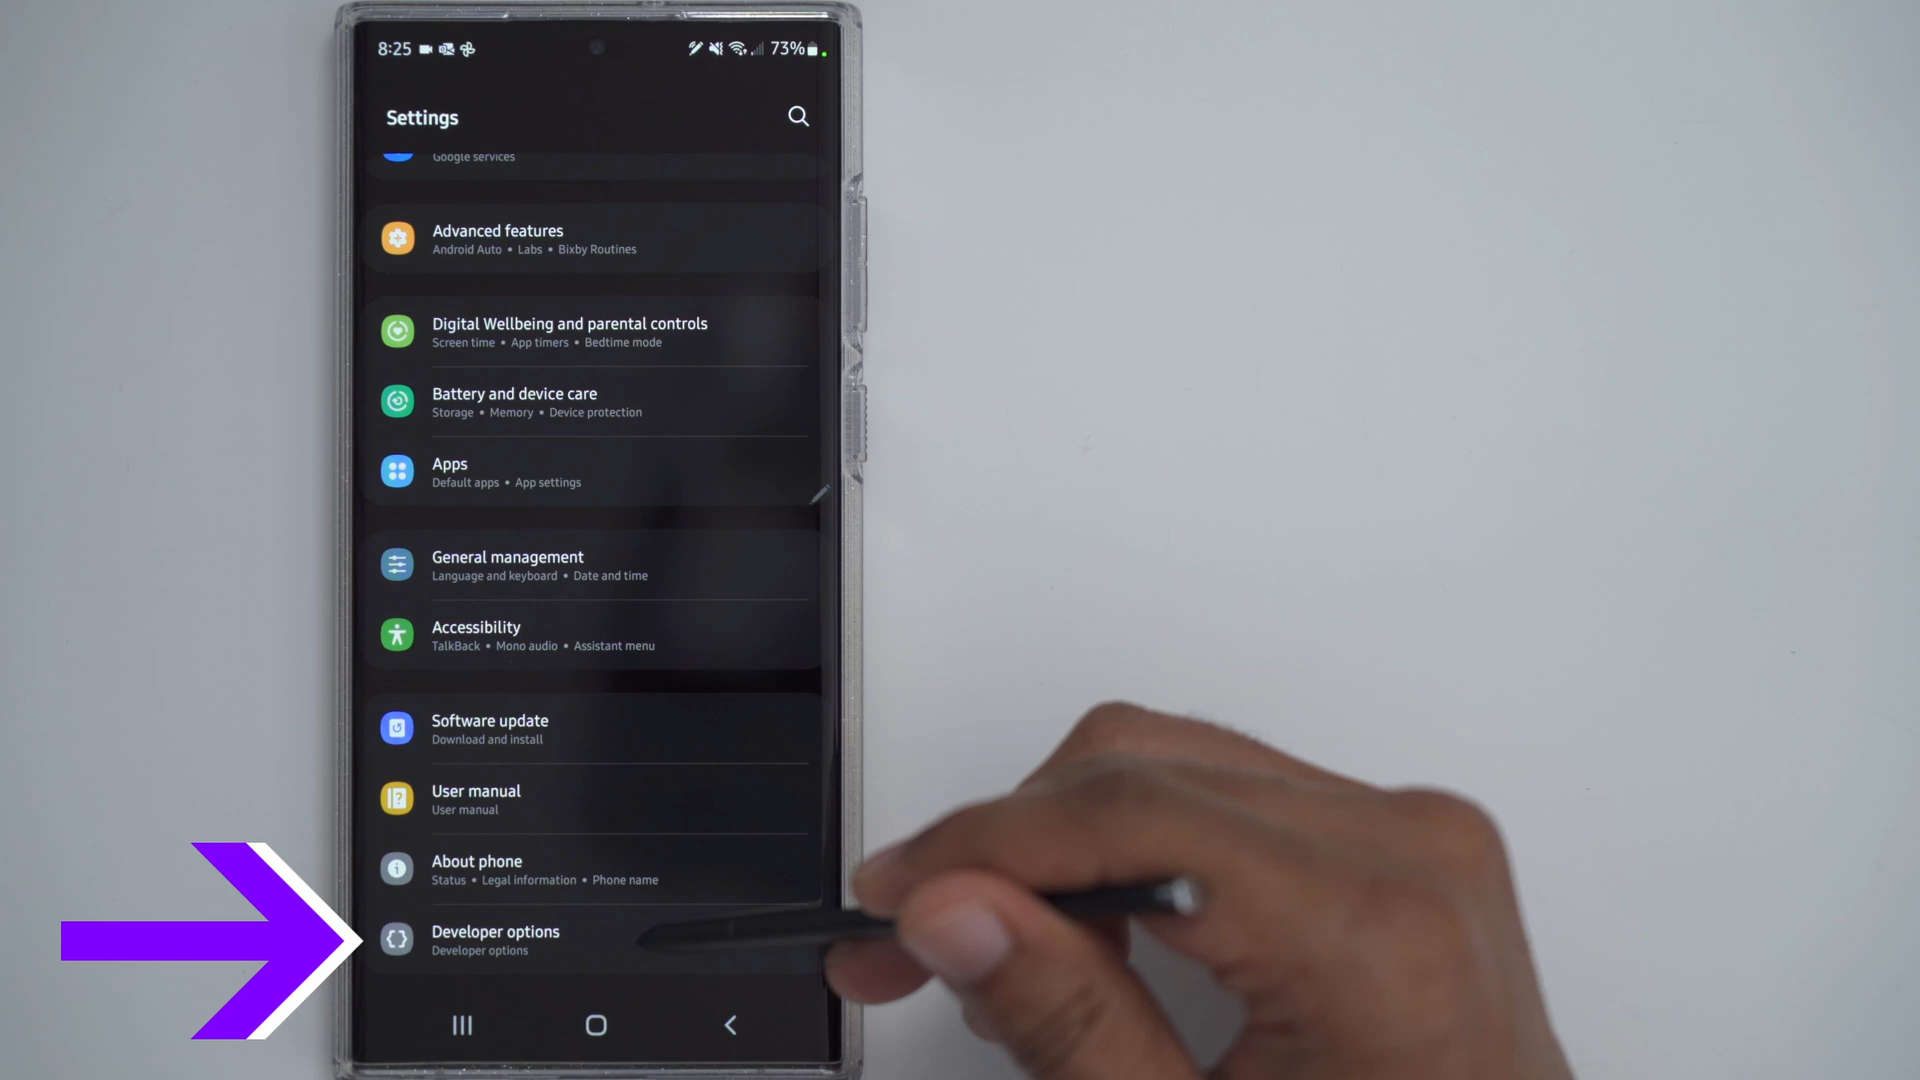 8:25
73%
Settings
Google services
Advanced features
Android Auto • Labs • Bixby Routines
Digital Wellbeing and parental controls
Screen time • App timers • Bedtime mode
Battery and device care
Storage • Memory • Device protection
Apps
Default apps • App settings
General management
Language and keyboard • Date and time
Accessibility
TalkBack • Mono audio • Assistant menu
Software update
Download and install
User manual
User manual
About phone
Status • Legal information • Phone name
Developer options
Developer options